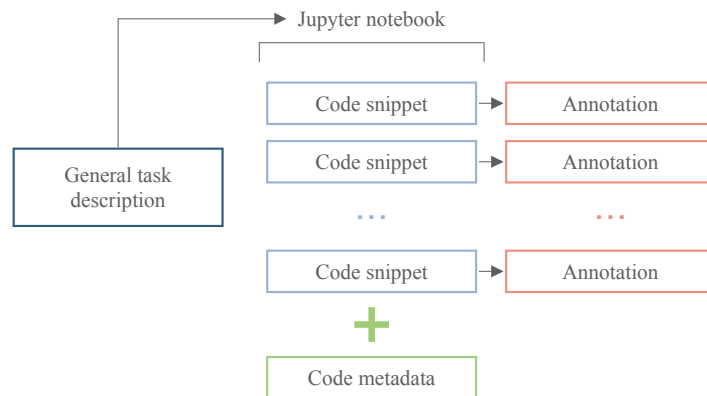 Jupyter notebook
Code snippet
Annotation
Code snippet
Annotation
General task
description
...
...
Code snippet
Annotation
+
Code metadata